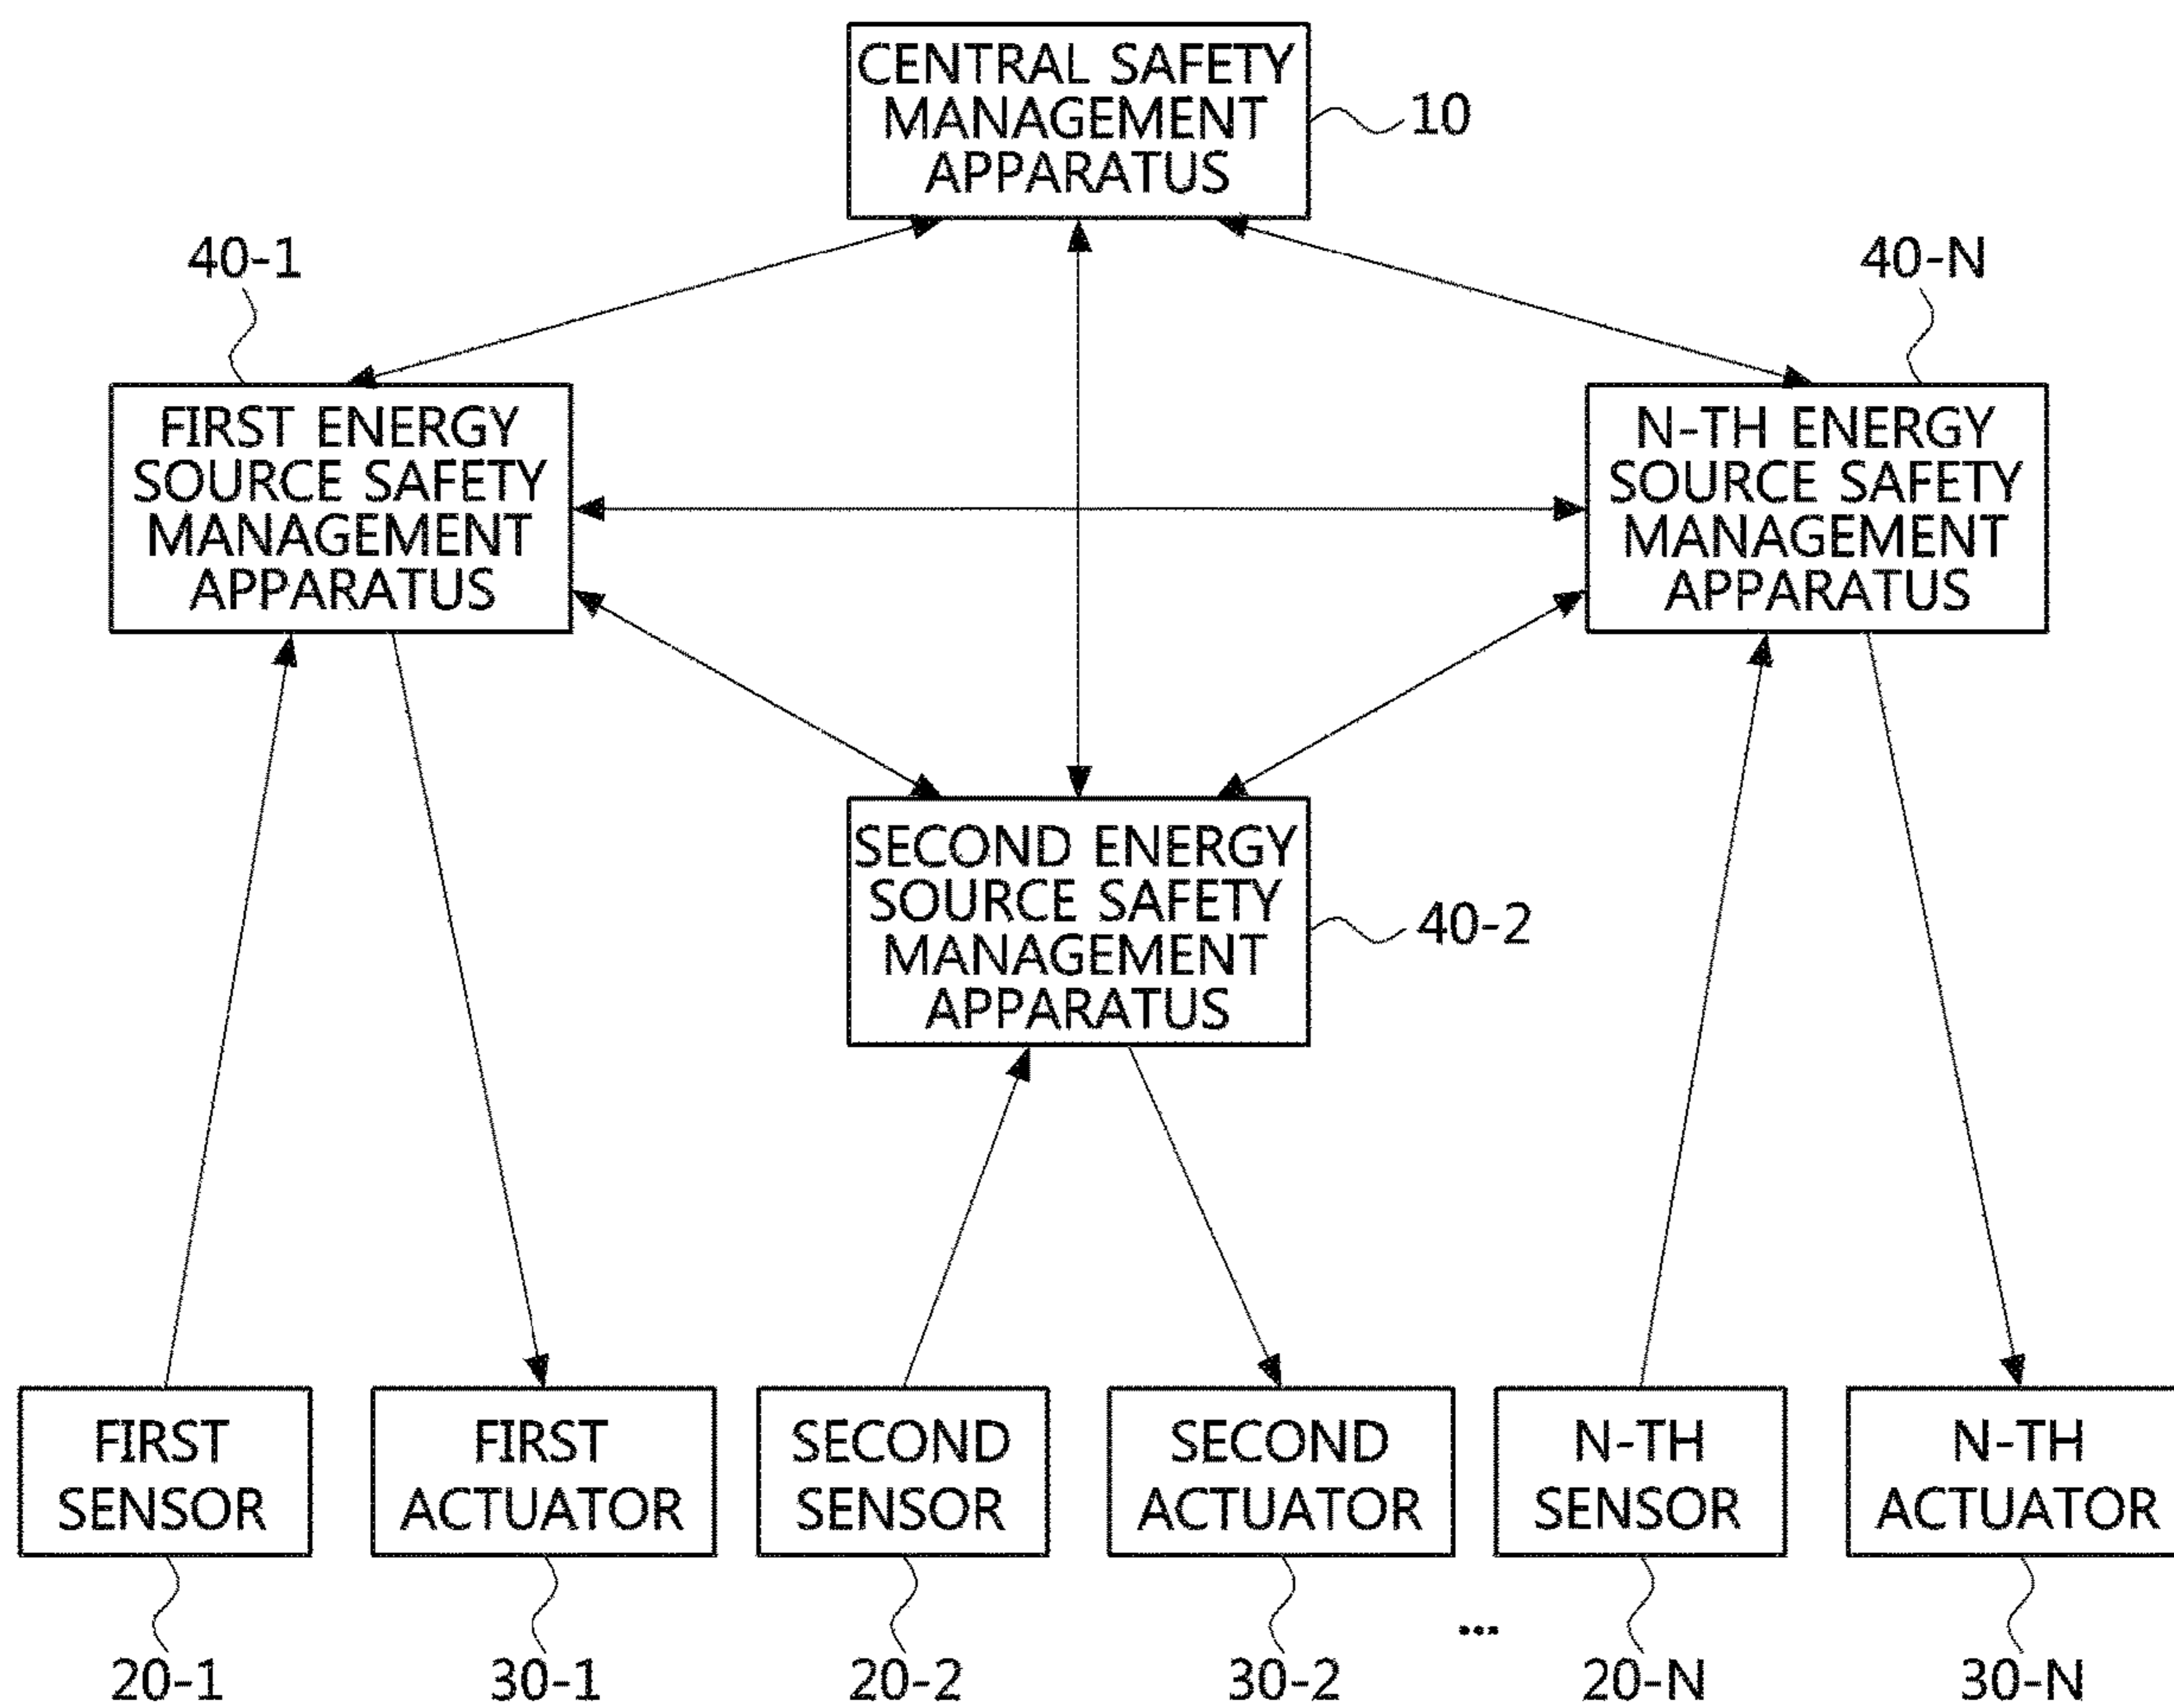 CENTRAL SAFETY
MANAGEMENT
APPARATUS
10
40-1
40-N
FIRST ENERGY
SOURCE SAFETY
MANAGEMENT
APPARATUS
N-TH ENERGY
SOURCE SAFETY
MANAGEMENT
APPARATUS
SECOND ENERGY
SOURCE SAFETY
MANAGEMENT
APPARATUS
40-2
FIRST
SENSOR
FIRST
ACTUATOR
SECOND
SENSOR
SECOND
ACTUATOR
N-TH
SENSOR
N-TH
ACTUATOR
...
20-1
30-1
20-2
30-2
20-N
30-N